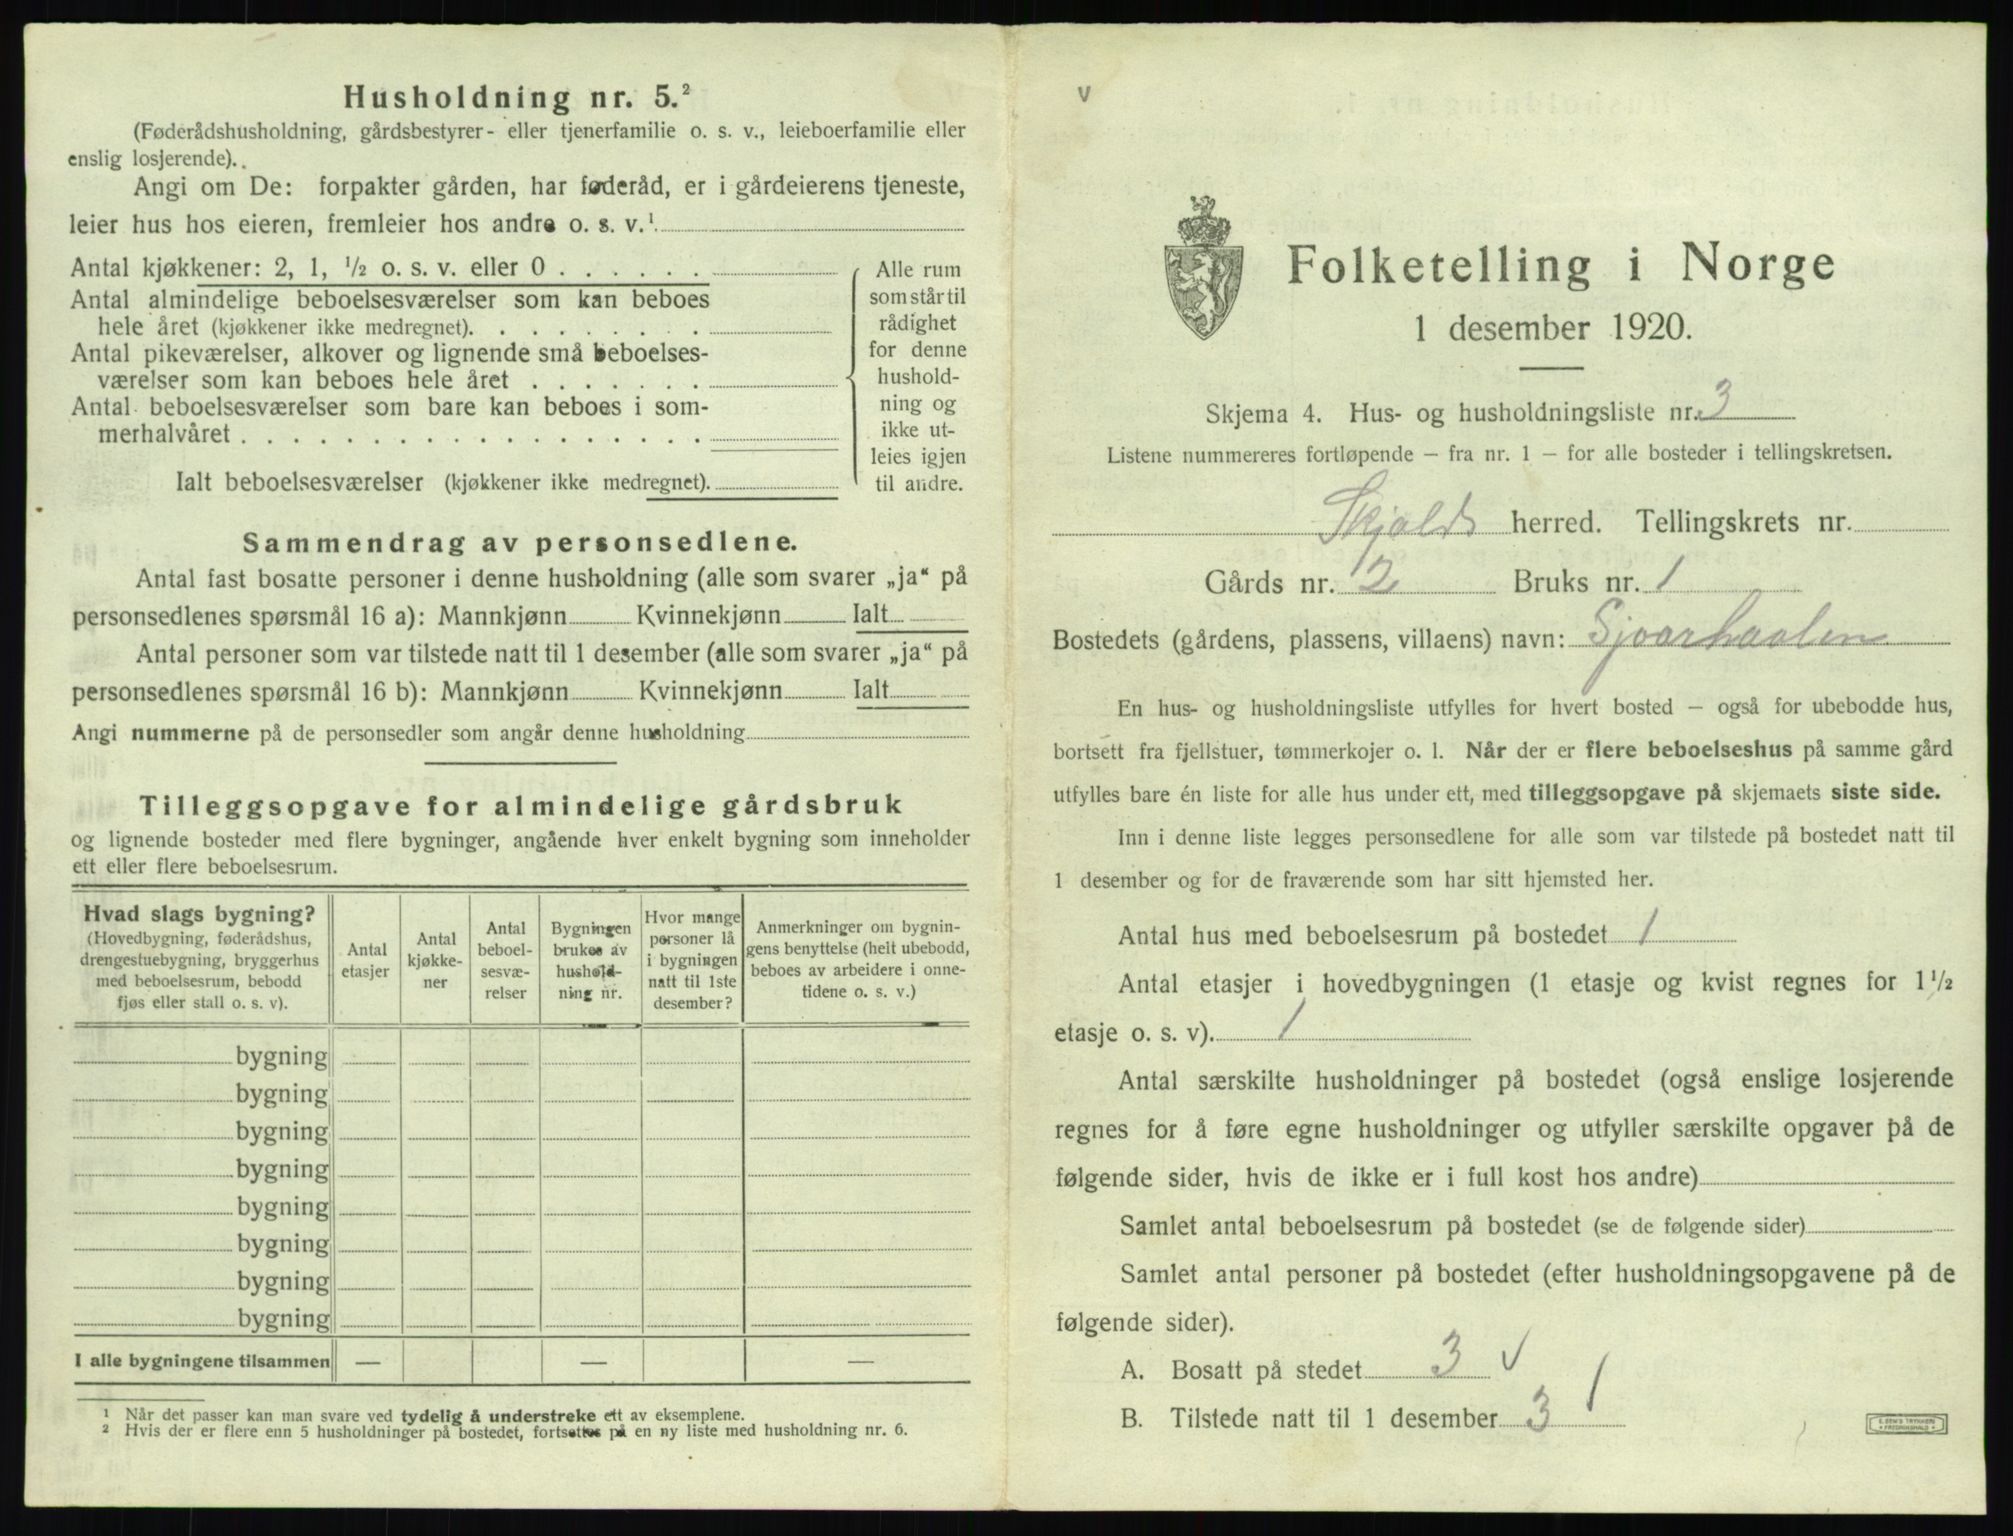 Husholdning nr. 5.²
(Føderådshusholdning, gårdsbestyrer- eller tjenerfamilie o. s. v., leieboerfamilie eller
enslig losjerende).
Angi om De: forpakter gården, har føderåd, er i gårdeierens tjeneste,
leier hus hos eieren, fremleier hos andre o. s. v.¹
Antal kjøkkener: 2, 1, ½ o. s. v. eller 0 . . . . . .
Antal almindelige beboelsesværelser som kan beboes
hele året (kjøkkener ikke medregnet). . . . . . . . .
Antal pikeværelser, alkover og lignende små beboelses-
værelser som kan beboes hele året . . . . . . .
Antal beboelsesværelser som bare kan beboes i som-
merhalvåret . . . . . . . . . . . . . . . . . .
Ialt beboelsesværelser (kjøkkener ikke medregnet).
Alle rum
som står til
rådighet
for denne
hushold-
ning og
ikke ut-
leies igjen
til andre.
Sammendrag av personsedlene.
Antal fast bosatte personer i denne husholdning (alle som svarer „ja“ på
personsedlenes spørsmål 16 a): Mannkjønn Kvinnekjønn Ialt
Antal personer som var tilstede natt til 1 desember (alle som svarer „ja“ på
personsedlenes spørsmål 16 b): Mannkjønn Kvinnekjønn Ialt
Angi nummerne på de personsedler som angår denne husholdning
Tilleggsopgave for almindelige gårdsbruk
og lignende bosteder med flere bygninger, angående hver enkelt bygning som inneholder
ett eller flere beboelsesrum.
Hvad slags bygning?
(Hovedbygning, føderådshus,
drengestuebygning, bryggerhus
med beboelsesrum, bebodd
fjøs eller stall o. s. v).
Antal
etasjer
Antal
kjøkke-
ner
Antal
beboel-
sesvæ-
relser
Bygningen
brukes av
hushold-
ning nr.
Hvor mange
personer lå
i bygningen
natt til 1ste
desember?
Anmerkninger om bygnin-
gens benyttelse (helt ubebodd,
beboes av arbeidere i onne-
tidene o. s. v.)
bygning
bygning
bygning
bygning
bygning
bygning
bygning
bygning
I alle bygningene tilsammen — — —
¹ Når det passer kan man svare ved tydelig å understreke ett av eksemplene.
² Hvis der er flere enn 5 husholdninger på bostedet, fortsettes på en ny liste med husholdning nr. 6.
v
Folketelling i Norge
1 desember 1920.
Skjema 4. Hus- og husholdningsliste nr. 3
Listene nummereres fortløpende – fra nr. 1 – for alle bosteder i tellingskretsen.
Skjolds herred. Tellingskrets nr.
Gårds nr. 12 Bruks nr. 1
Bostedets (gårdens, plassens, villaens) navn: Sjoarhaalen
En hus- og husholdningsliste utfylles for hvert bosted – også for ubebodde hus,
bortsett fra fjellstuer, tømmerkojer o. l. Når der er flere beboelseshus på samme gård
utfylles bare én liste for alle hus under ett, med tilleggsopgave på skjemaets siste side.
Inn i denne liste legges personsedlene for alle som var tilstede på bostedet natt til
1 desember og for de fraværende som har sitt hjemsted her.
Antal hus med beboelsesrum på bostedet 1
Antal etasjer i hovedbygningen (1 etasje og kvist regnes for 1½
etasje o. s. v). 1
Antal særskilte husholdninger på bostedet (også enslige losjerende
regnes for å føre egne husholdninger og utfyller særskilte opgaver på de
følgende sider, hvis de ikke er i full kost hos andre)
Samlet antal beboelsesrum på bostedet (se de følgende sider)
Samlet antal personer på bostedet (efter husholdningsopgavene på de
følgende sider).
A. Bosatt på stedet 3 v
B. Tilstede natt til 1 desember 3 1